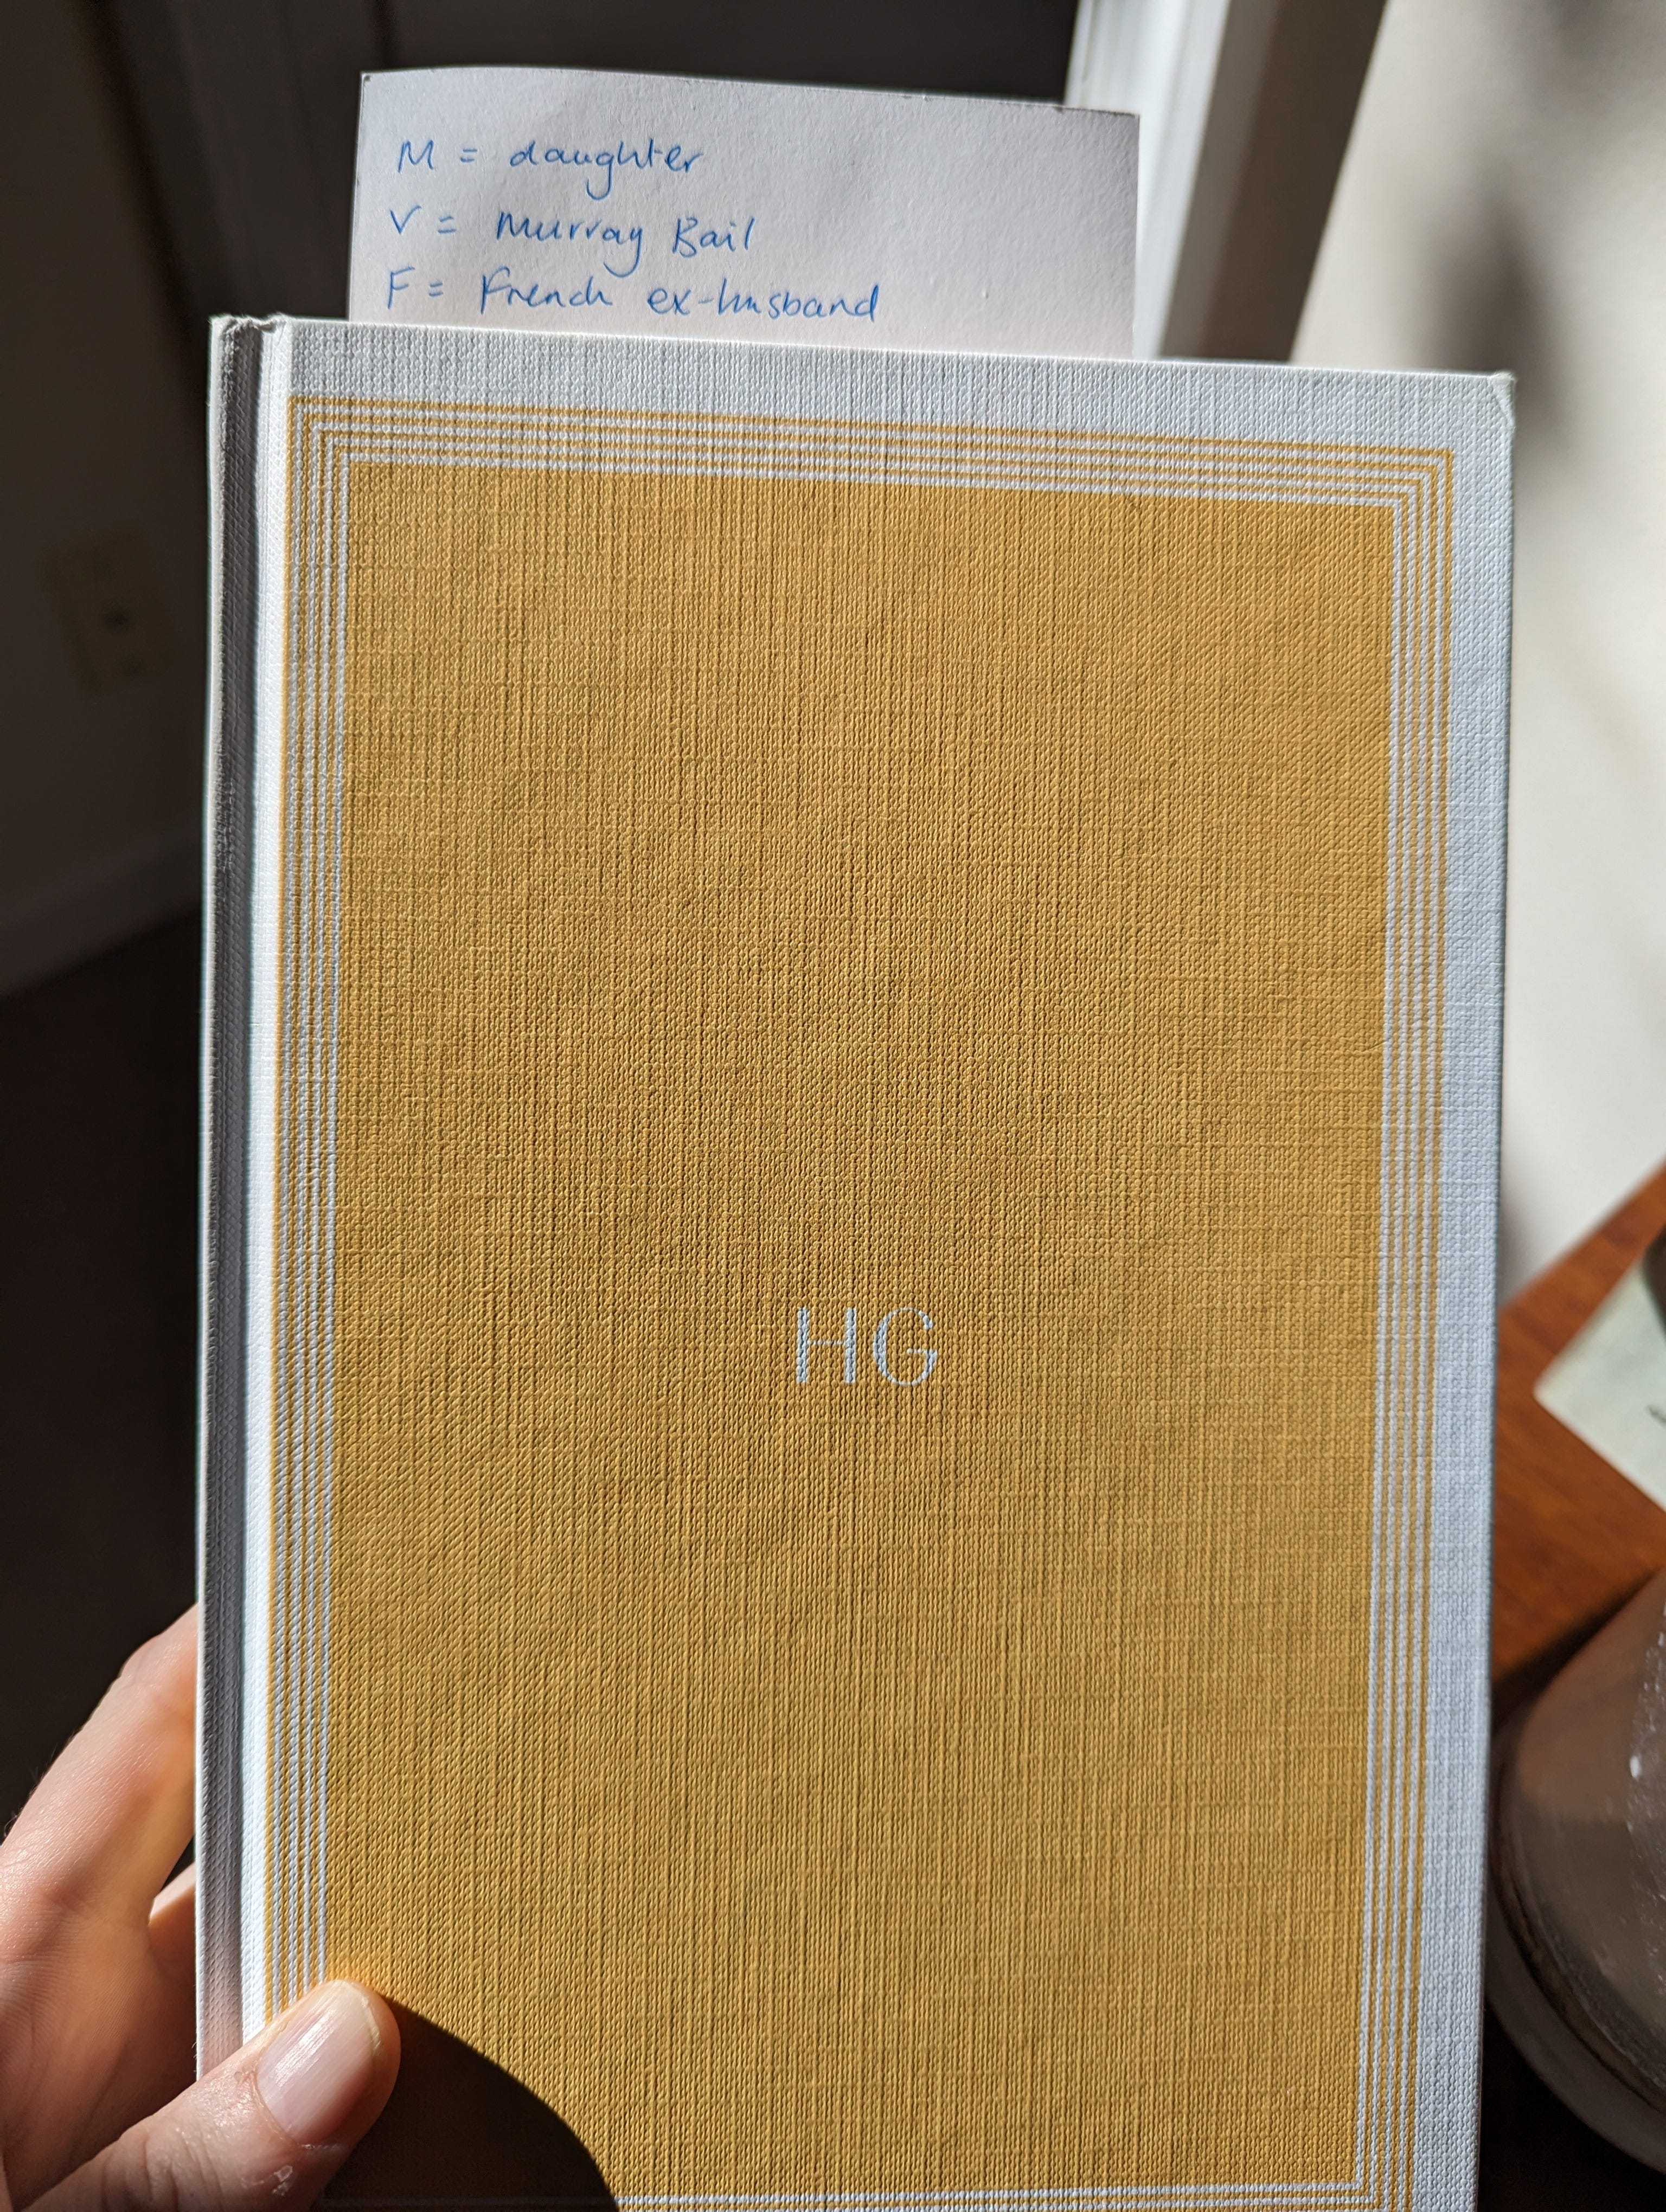 M = daughter
V = Murray Bail
F = French ex-husband
HG